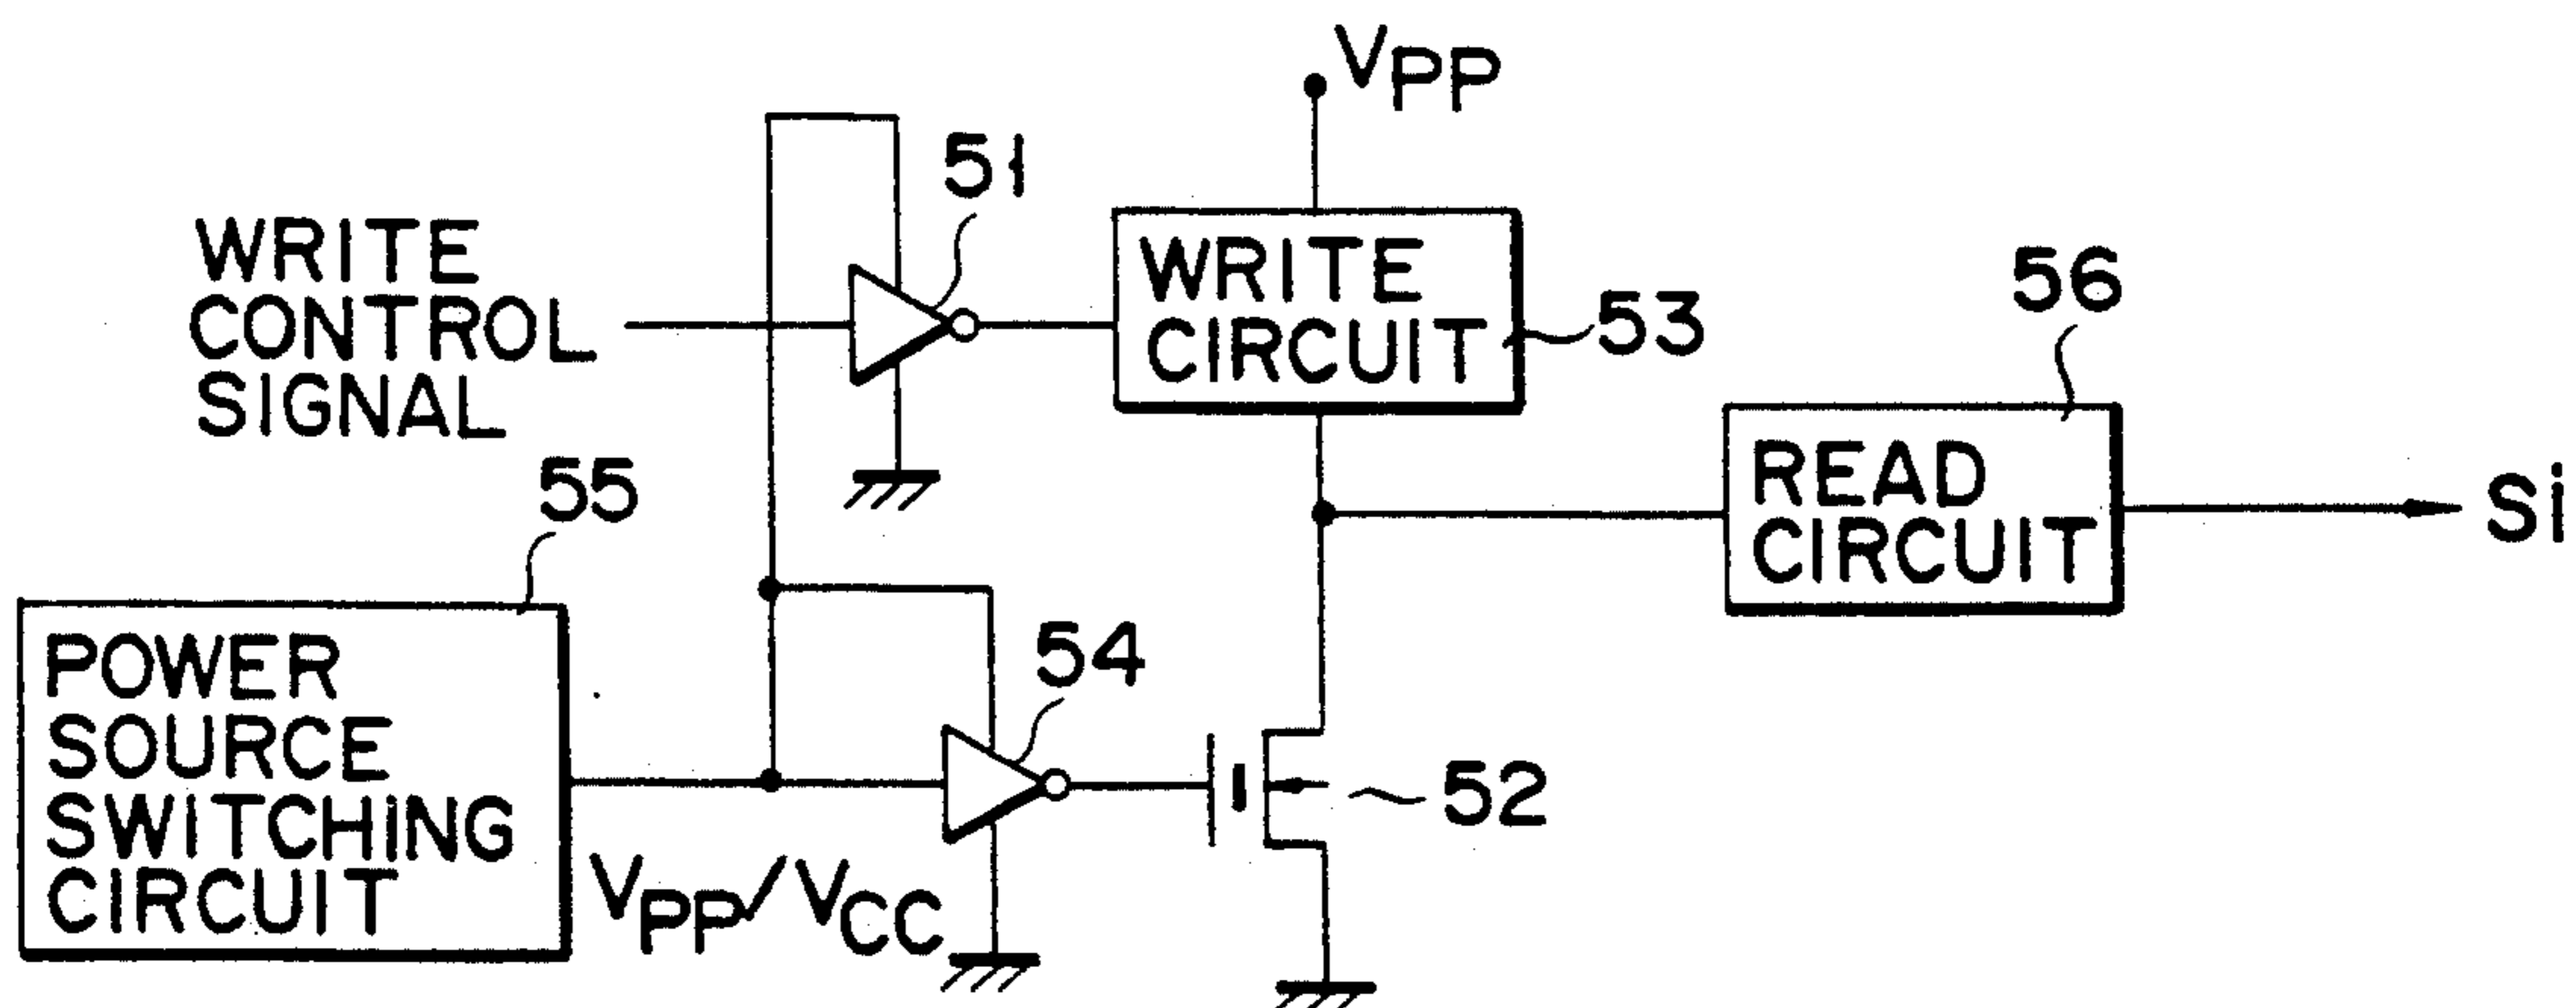 VPP
51
WRITE
CONTROL
SIGNAL
WRITE
CIRCUIT
53
56
READ
CIRCUIT
Si
55
POWER
SOURCE
SWITCHING
CIRCUIT
VPP/VCC
54
52